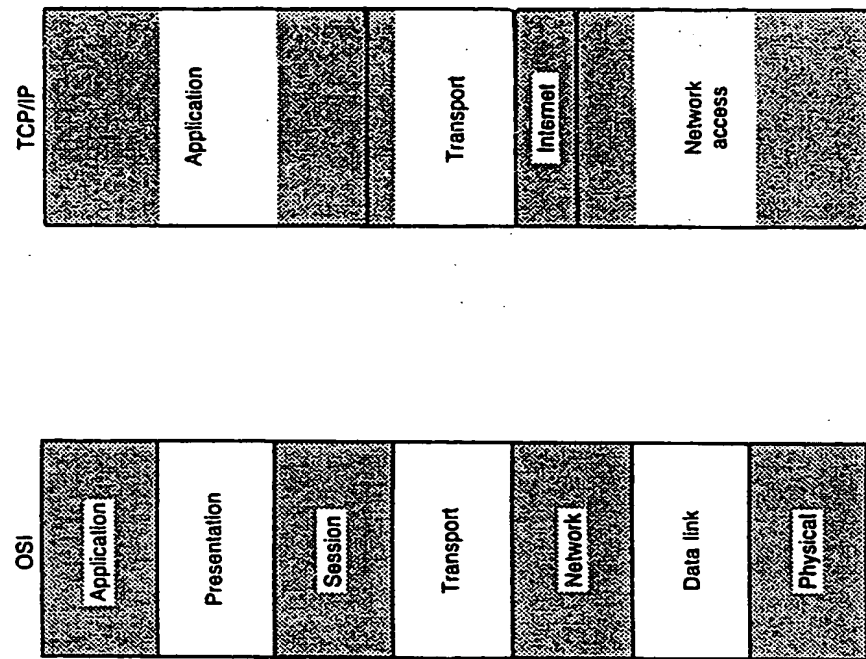 OSI
Application
Presentation
Session
Transport
Network
Data link
Physical
TCP/IP
Application
Transport
Internet
Network
access